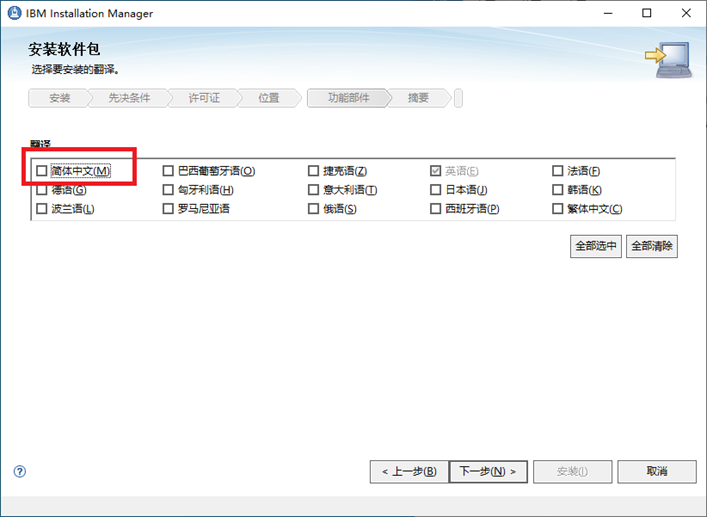 IBM Installation Manager
安装软件包
选择要安装的翻译。
安装 先决条件 许可证 位置 功能部件 摘要
翻译
简体中文(M) 巴西葡萄牙语(O) 捷克语(Z) 英语(E) 法语(F)
德语(G) 匈牙利语(H) 意大利语(T) 日本语(J) 韩语(K)
波兰语(L) 罗马尼亚语 俄语(S) 西班牙语(P) 繁体中文(C)
全部选中 全部清除
? < 上一步(B) 下一步(N) > 安装(I) 取消